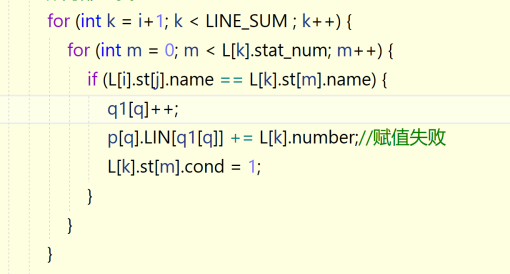 for (int k = i+1; k < LINE_SUM ; k++) {
for (int m = 0; m < L[k].stat_num; m++) {
if (L[i].st[j].name == L[k].st[m].name) {
q1[q]++;
p[q].LIN[q1[q]] += L[k].number;//赋值失败
L[k].st[m].cond = 1;
}
}
}